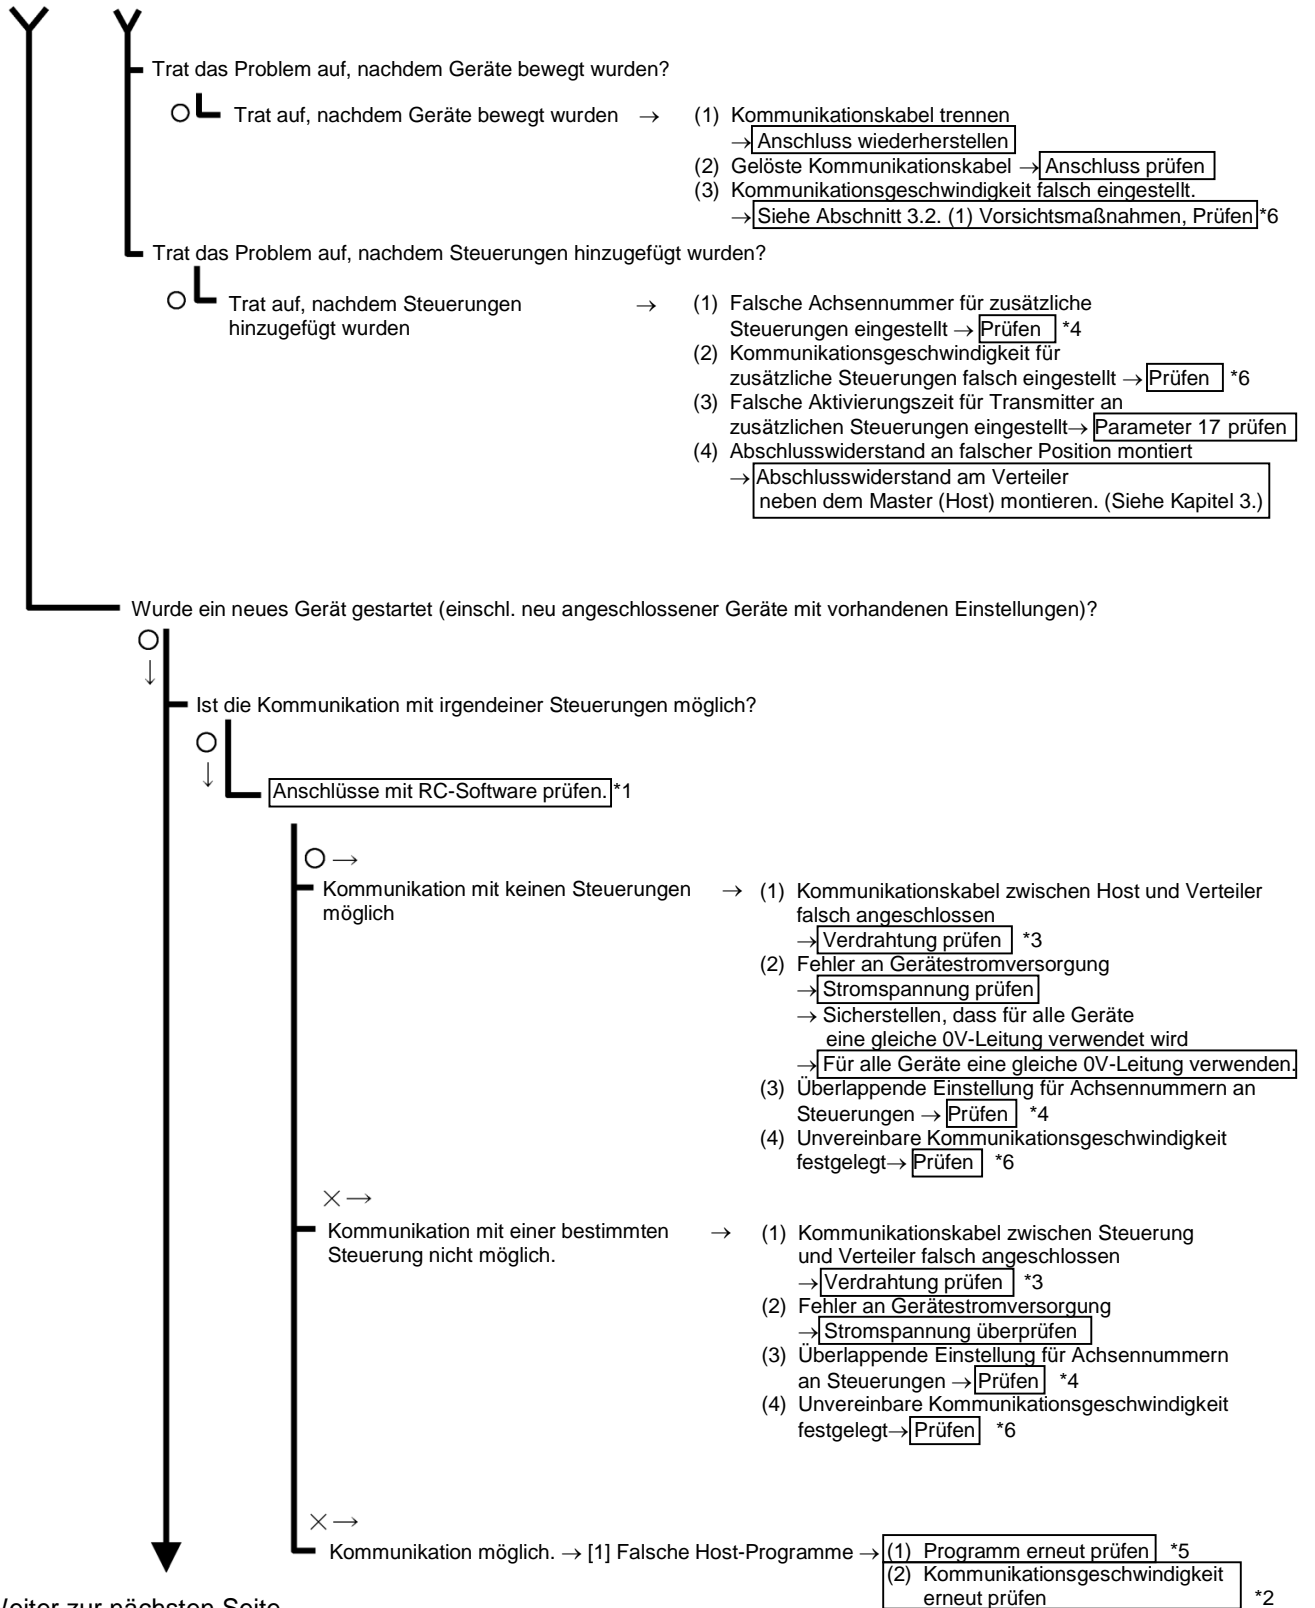 Trat das Problem auf, nachdem Geräte bewegt wurden?
○ Trat auf, nachdem Geräte bewegt wurden →
(1) Kommunikationskabel trennen
→ Anschluss wiederherstellen
(2) Gelöste Kommunikationskabel → Anschluss prüfen
(3) Kommunikationsgeschwindigkeit falsch eingestellt.
→ Siehe Abschnitt 3.2. (1) Vorsichtsmaßnahmen, Prüfen *6
Trat das Problem auf, nachdem Steuerungen hinzugefügt wurden?
○ Trat auf, nachdem Steuerungen →
hinzugefügt wurden
(1) Falsche Achsennummer für zusätzliche
Steuerungen eingestellt → Prüfen *4
(2) Kommunikationsgeschwindigkeit für
zusätzliche Steuerungen falsch eingestellt → Prüfen *6
(3) Falsche Aktivierungszeit für Transmitter an
zusätzlichen Steuerungen eingestellt→ Parameter 17 prüfen
(4) Abschlusswiderstand an falscher Position montiert
→ Abschlusswiderstand am Verteiler
neben dem Master (Host) montieren. (Siehe Kapitel 3.)
Wurde ein neues Gerät gestartet (einschl. neu angeschlossener Geräte mit vorhandenen Einstellungen)?
○
↓
Ist die Kommunikation mit irgendeiner Steuerungen möglich?
○
↓
Anschlüsse mit RC-Software prüfen. *1
○ →
Kommunikation mit keinen Steuerungen →
möglich
(1) Kommunikationskabel zwischen Host und Verteiler
falsch angeschlossen
→ Verdrahtung prüfen *3
(2) Fehler an Gerätestromversorgung
→ Stromspannung prüfen
→ Sicherstellen, dass für alle Geräte
eine gleiche 0V-Leitung verwendet wird
→ Für alle Geräte eine gleiche 0V-Leitung verwenden.
(3) Überlappende Einstellung für Achsennummern an
Steuerungen → Prüfen *4
(4) Unvereinbare Kommunikationsgeschwindigkeit
festgelegt→ Prüfen *6
× →
Kommunikation mit einer bestimmten →
Steuerung nicht möglich.
(1) Kommunikationskabel zwischen Steuerung
und Verteiler falsch angeschlossen
→ Verdrahtung prüfen *3
(2) Fehler an Gerätestromversorgung
→ Stromspannung überprüfen
(3) Überlappende Einstellung für Achsennummern
an Steuerungen → Prüfen *4
(4) Unvereinbare Kommunikationsgeschwindigkeit
festgelegt→ Prüfen *6
× →
Kommunikation möglich. → [1] Falsche Host-Programme → (1) Programm erneut prüfen *5
(2) Kommunikationsgeschwindigkeit
erneut prüfen *2
Weiter zur nächsten Seite